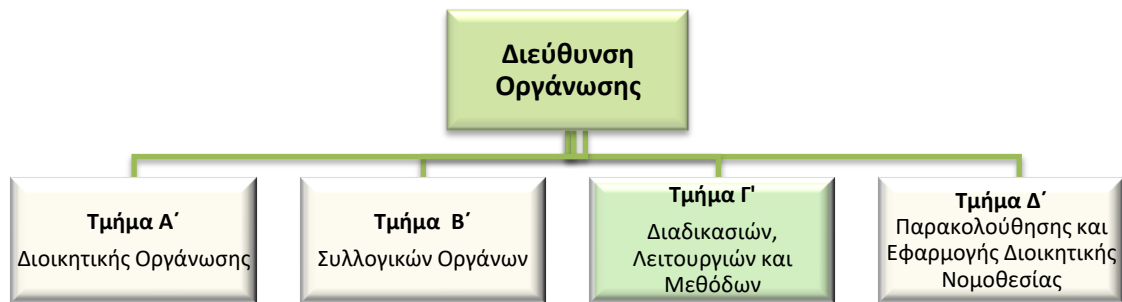 Διεύθυνση
Οργάνωσης
Τμήμα Α΄
Διοικητικής Οργάνωσης
Τμήμα Β΄
Συλλογικών Οργάνων
Τμήμα Γ'
Διαδικασιών,
Λειτουργιών και
Μεθόδων
Τμήμα Δ΄
Παρακολούθησης και
Εφαρμογής Διοικητικής
Νομοθεσίας